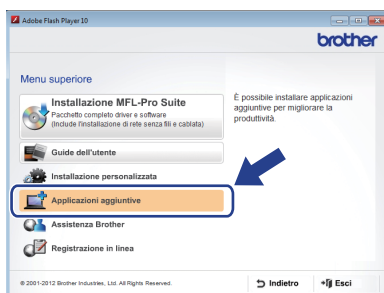 Adobe Flash Player 10
brother
Menu superiore
Installazione MFL-Pro Suite
Pacchetto completo driver e software
(Include l'installazione di rete senza fili e cablata)
È possibile installare applicazioni
aggiuntive per migliorare la
produttività.
Guide dell'utente
Installazione personalizzata
Applicazioni aggiuntive
Assistenza Brother
Registrazione in linea
© 2001-2012 Brother Industries, Ltd. All Rights Reserved.
Indietro
Esci